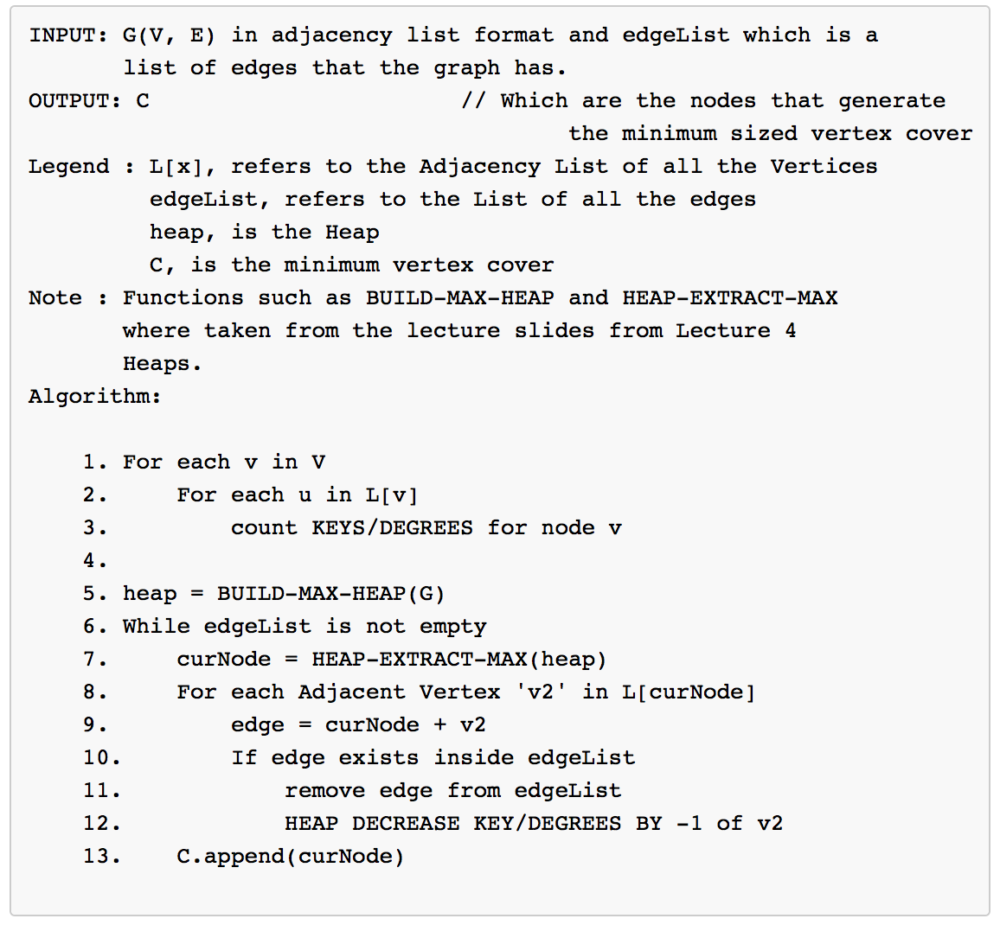 INPUT: G(V, E) in adjacency list format and edgeList which is a
list of edges that the graph has.
OUTPUT: C // Which are the nodes that generate
the minimum sized vertex cover
Legend : L[x], refers to the Adjacency List of all the Vertices
edgeList, refers to the List of all the edges
heap, is the Heap
C, is the minimum vertex cover
Note : Functions such as BUILD-MAX-HEAP and HEAP-EXTRACT-MAX
where taken from the lecture slides from Lecture 4
Heaps.
Algorithm:
1. For each v in V
2. For each u in L[v]
3. count KEYS/DEGREES for node v
4.
5. heap = BUILD-MAX-HEAP(G)
6. While edgeList is not empty
7. curNode = HEAP-EXTRACT-MAX(heap)
8. For each Adjacent Vertex 'v2' in L[curNode]
9. edge = curNode + v2
10. If edge exists inside edgeList
11. remove edge from edgeList
12. HEAP DECREASE KEY/DEGREES BY -1 of v2
13. C.append(curNode)